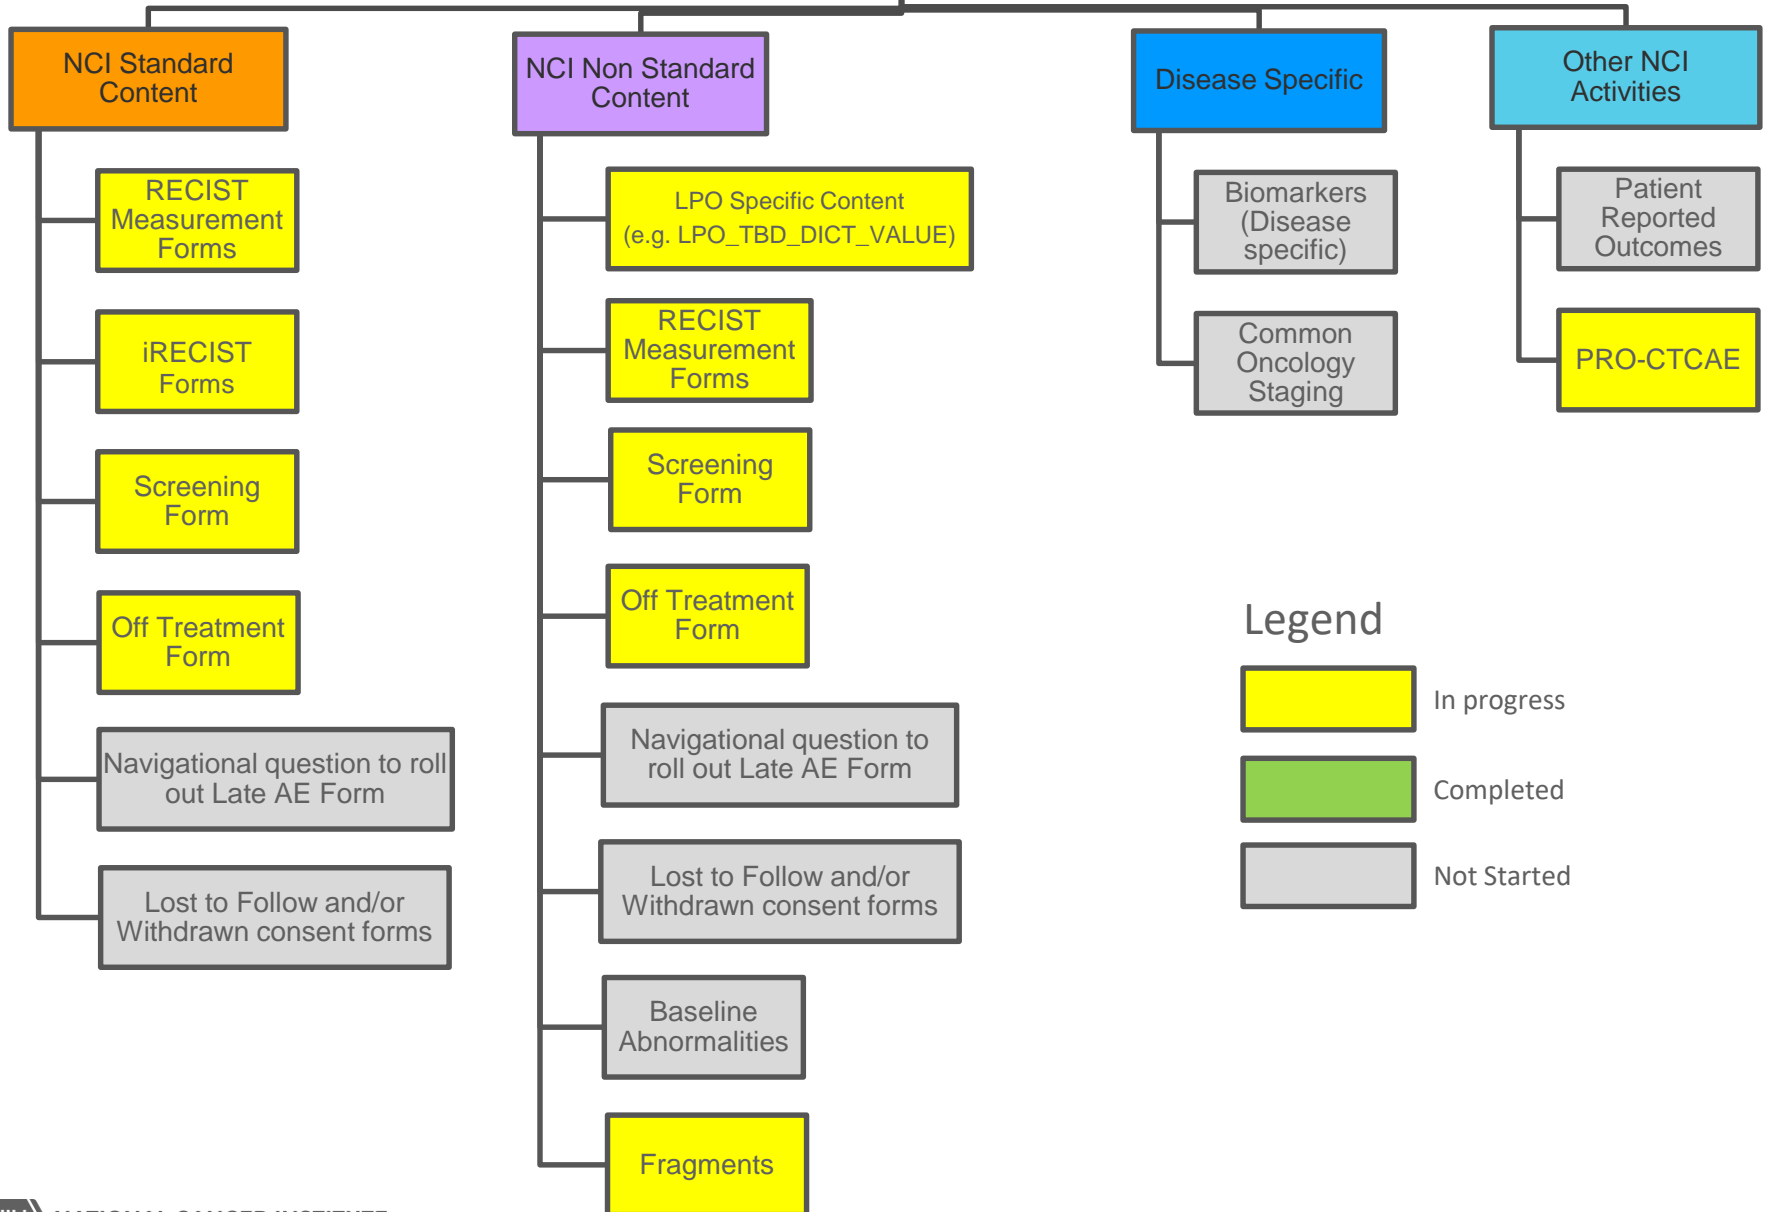 NCI Standard
Content
NCI Non Standard
Content
Disease Specific
Other NCI
Activities
RECIST
Measurement
Forms
iRECIST
Forms
Screening
Form
Off Treatment
Form
Navigational question to roll
out Late AE Form
Lost to Follow and/or
Withdrawn consent forms
LPO Specific Content
(e.g. LPO_TBD_DICT_VALUE)
RECIST
Measurement
Forms
Screening
Form
Off Treatment
Form
Navigational question to
roll out Late AE Form
Lost to Follow and/or
Withdrawn consent forms
Baseline
Abnormalities
Fragments
Biomarkers
(Disease
specific)
Common
Oncology
Staging
Patient
Reported
Outcomes
PRO-CTCAE
Legend
In progress
Completed
Not Started
NATIONAL CANCER INSTITUTE